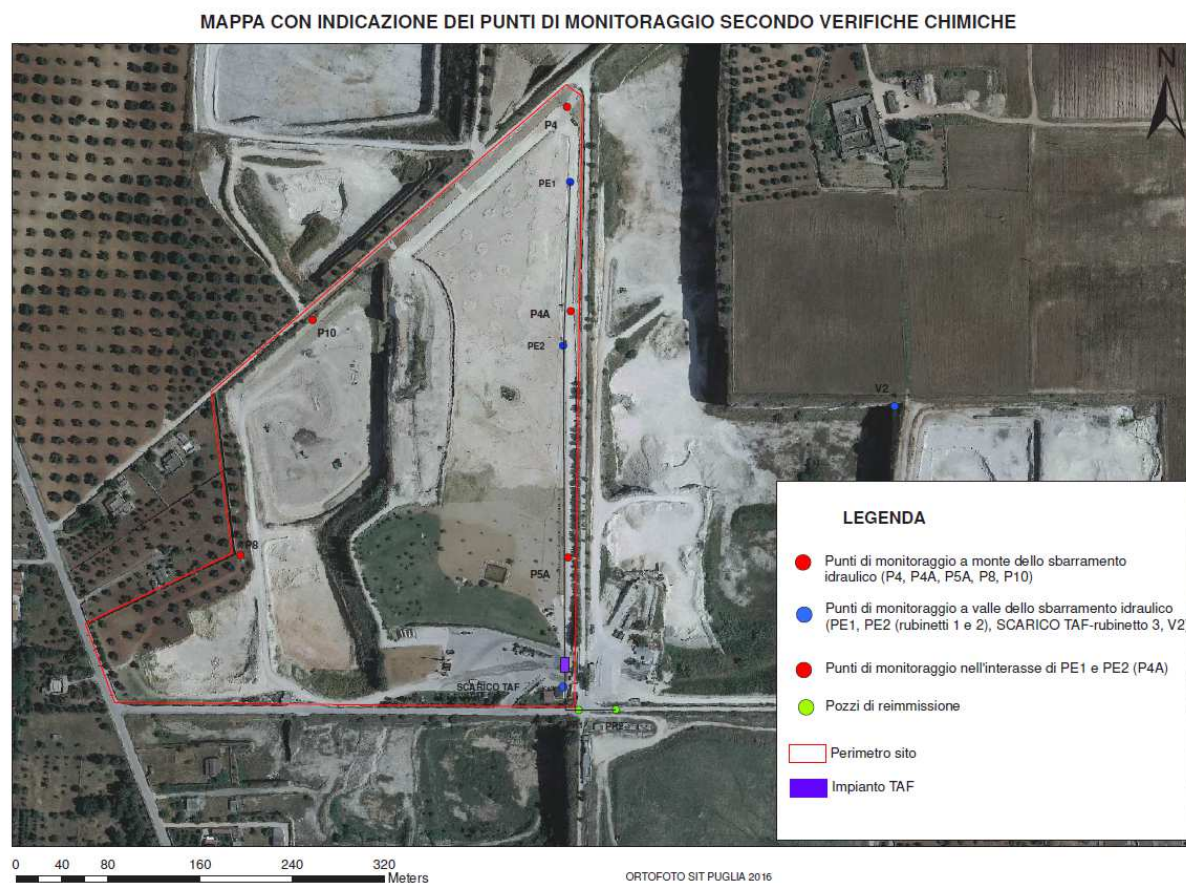 MAPPA CON INDICAZIONE DEI PUNTI DI MONITORAGGIO SECONDO VERIFICHE CHIMICHE
N
P4
PE1
P4A
P10
PE2
V2
P8
P5A
SCARICO TAF
LEGENDA
Punti di monitoraggio a monte dello sbarramento
idraulico (P4, P4A, P5A, P8, P10)
Punti di monitoraggio a valle dello sbarramento idraulico
(PE1, PE2 (rubinetti 1 e 2), SCARICO TAF-rubinetto 3, V2)
Punti di monitoraggio nell'interasse di PE1 e PE2 (P4A)
Pozzi di reimmissione
Perimetro sito
Impianto TAF
0 40 80 160 240 320
Meters
ORTOFOTO SIT PUGLIA 2016